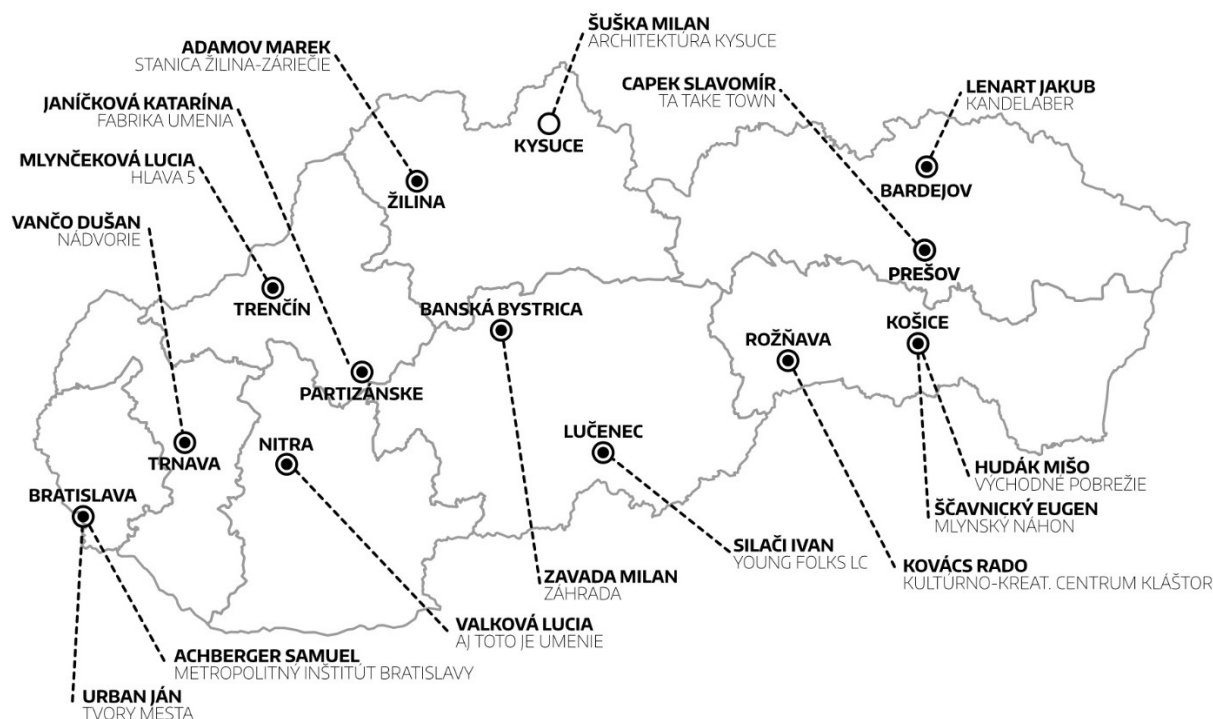 ŠUŠKA MILAN
ARCHITEKTÚRA KYSUCE
ADAMOV MAREK
STANICA ŽILINA-ZÁRIEČIE
CAPEK SLAVOMÍR
TA TAKE TOWN
LENART JAKUB
KANDELABER
JANÍČKOVÁ KATARÍNA
FABRIKA UMENIA
MLYNČEKOVÁ LUCIA
HLAVA 5
VANČO DUŠAN
NÁDVORIE
KYSUCE
ŽILINA
BARDEJOV
PREŠOV
TRENČÍN
BANSKÁ BYSTRICA
KOŠICE
ROŽŇAVA
PARTIZÁNSKE
LUČENEC
NITRA
TRNAVA
BRATISLAVA
HUDÁK MIŠO
VÝCHODNÉ POBREŽIE
ŠČAVNICKÝ EUGEN
MLYNSKÝ NÁHON
SILAČI IVAN
YOUNG FOLKS LC
KOVÁCS RADO
KULTÚRNO-KREAT. CENTRUM KLÁŠTOR
ZAVADA MILAN
ZÁHRADA
VALKOVÁ LUCIA
AJ TOTO JE UMENIE
ACHBERGER SAMUEL
METROPOLITNÝ INŠTITÚT BRATISLAVY
URBAN JÁN
TVORY MESTA